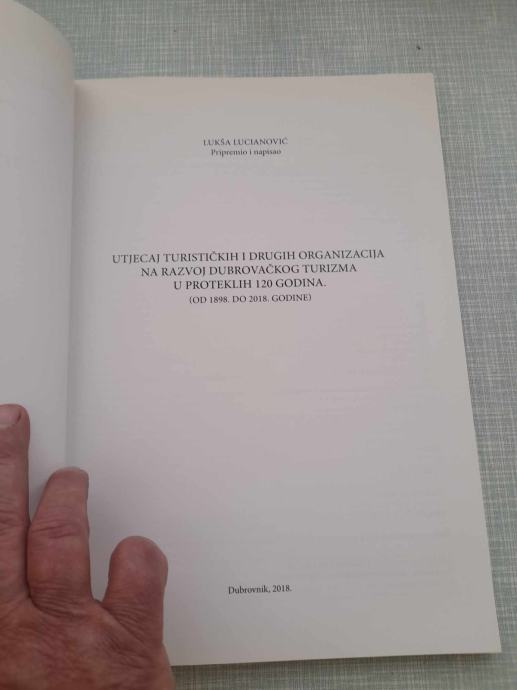 LUKŠA LUCIANOVIĆ
Pripremio i napisao
UTJECAJ TURISTIČKIH I DRUGIH ORGANIZACIJA
NA RAZVOJ DUBROVAČKOG TURIZMA
U PROTEKLIH 120 GODINA.
(OD 1898. DO 2018. GODINE)
Dubrovnik, 2018.